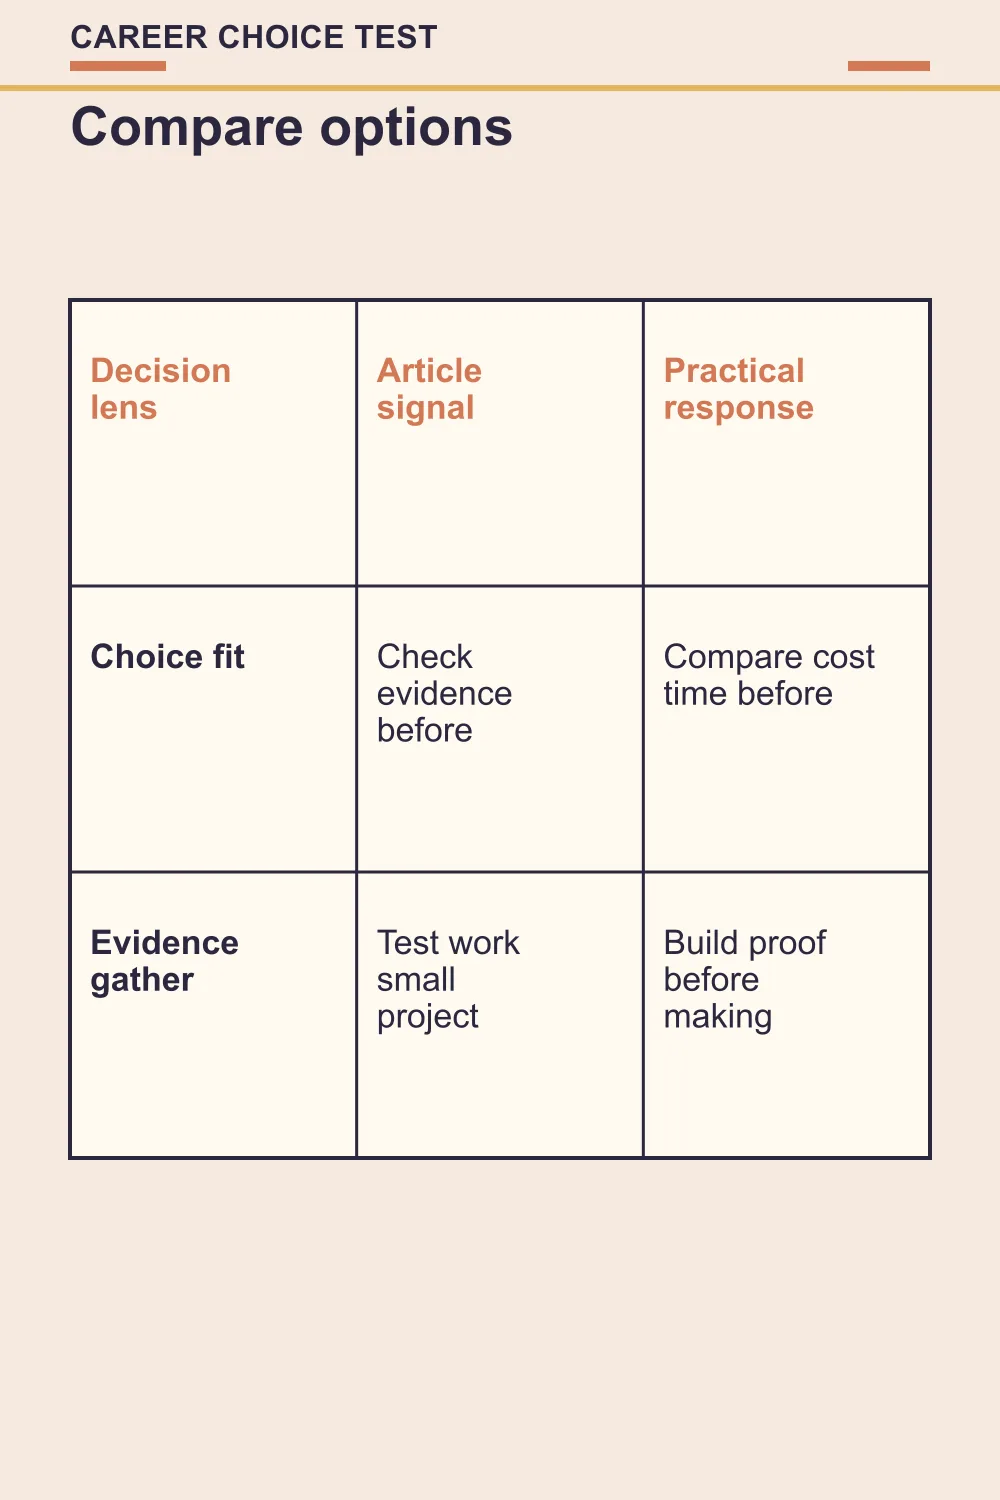 CAREER CHOICE TEST
Compare options
Decision
lens
Article
signal
Practical
response
Choice fit
Check
evidence
before
Compare cost
time before
Evidence
gather
Test work
small
project
Build proof
before
making